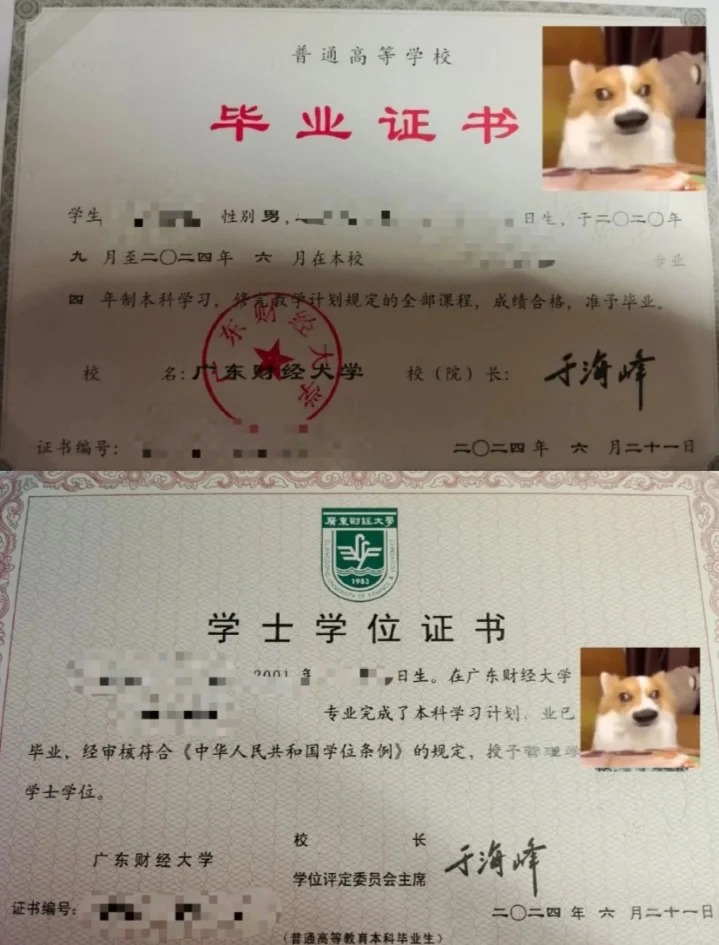 普通高等学校
毕业证书
学生 性别 男， 日生，于二〇二〇年
九 月至二〇二四年 六 月在本校 专业
四 年制本科学习，修完教学计划规定的全部课程，成绩合格，准予毕业。
广东财经大学
校 名：广东财经大学 校（院）长： 于海峰
证书编号： 二〇二四 年 六 月二十一日
廣東财经大學
1983
学士学位证书
2001 年 日生。在广东财经大学
专业完成了本科学习计划，业已
毕业，经审核符合《中华人民共和国学位条例》的规定，授予管理学
学士学位。
校 长
广东财经大学 于海峰
学位评定委员会主席
证书编号： 二〇二四 年 六 月二十一日
（普通高等教育本科毕业生）